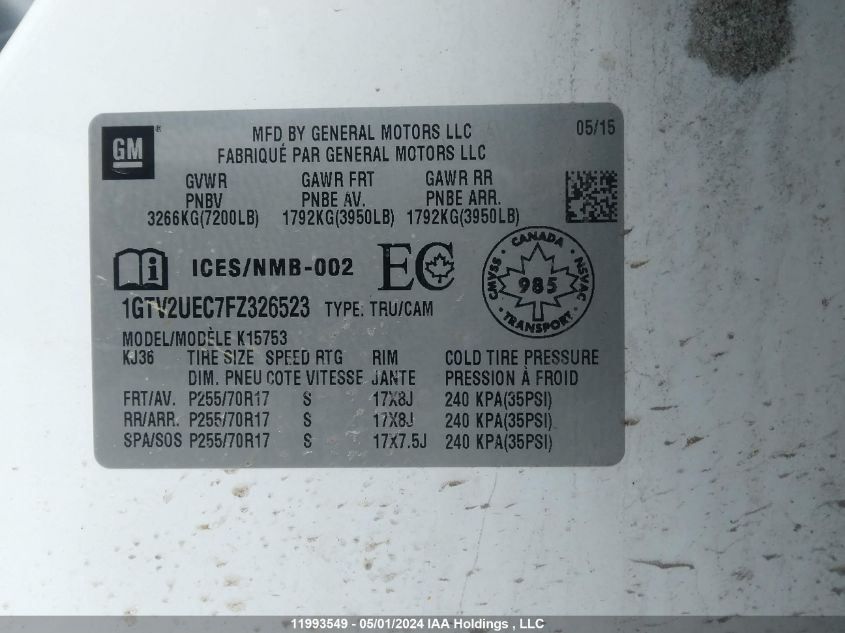 GM ®
MFD BY GENERAL MOTORS LLC 05/15
FABRIQUÉ PAR GENERAL MOTORS LLC
GVWR GAWR FRT GAWR RR
PNBV PNBE AV. PNBE ARR.
3266KG(7200LB) 1792KG(3950LB) 1792KG(3950LB)
i ICES/NMB-002 EC
CANADA
CMVSS 985 NSVAC
TRANSPORT
1GTV2UEC7FZ326523 TYPE: TRU/CAM
MODEL/MODÈLE K15753
KJ36 TIRE SIZE SPEED RTG RIM COLD TIRE PRESSURE
DIM. PNEU COTE VITESSE JANTE PRESSION À FROID
FRT/AV. P255/70R17 S 17X8J 240 KPA(35PSI)
RR/ARR. P255/70R17 S 17X8J 240 KPA(35PSI)
SPA/SOS P255/70R17 S 17X7.5J 240 KPA(35PSI)
11993549 - 05/01/2024 IAA Holdings , LLC